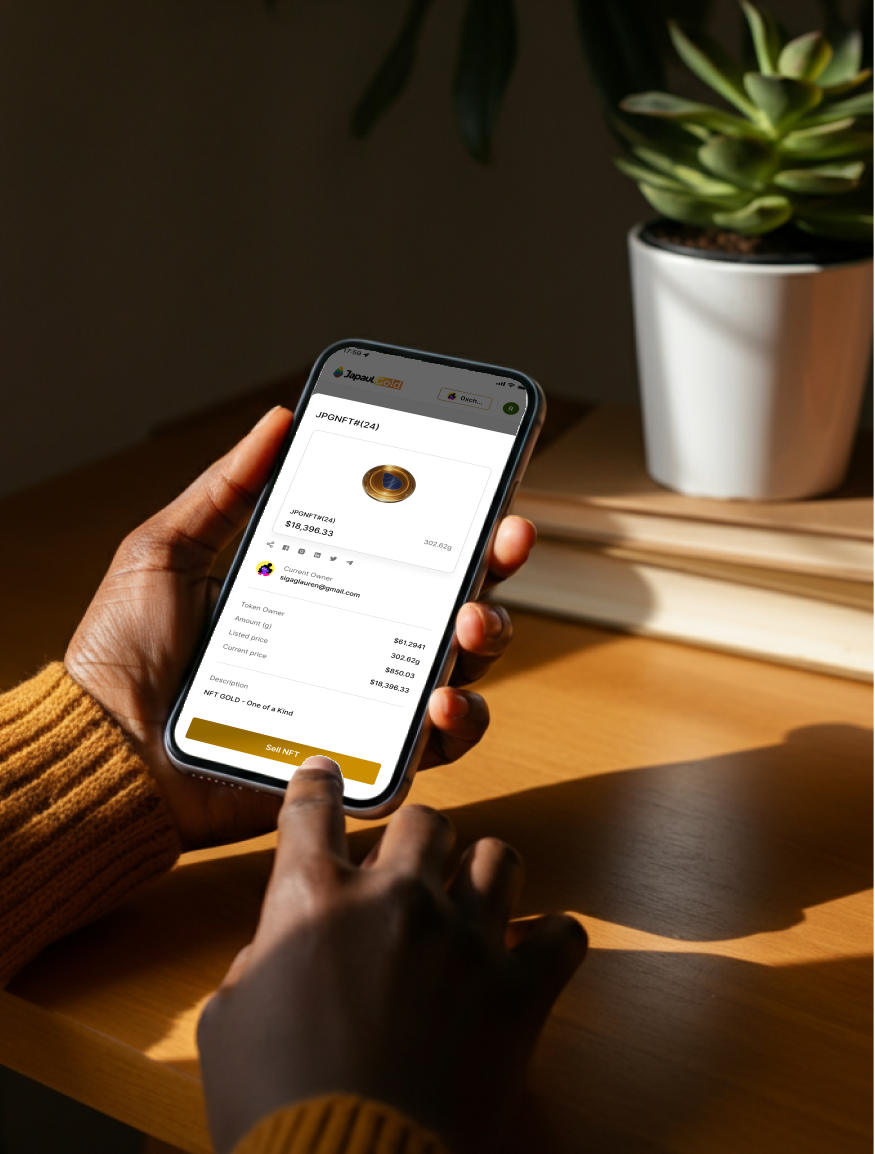 17:59
JapaulGold
0xch...
R
JPGNFT#(24)
JPGNFT#(24)
$18,396.33
302.62g
Current Owner
sigaglauren@gmail.com
Token Owner
$61.2941
Amount (g)
302.62g
Listed price
$850.03
Current price
$18,396.33
Description
NFT GOLD - One of a Kind
Sell NFT